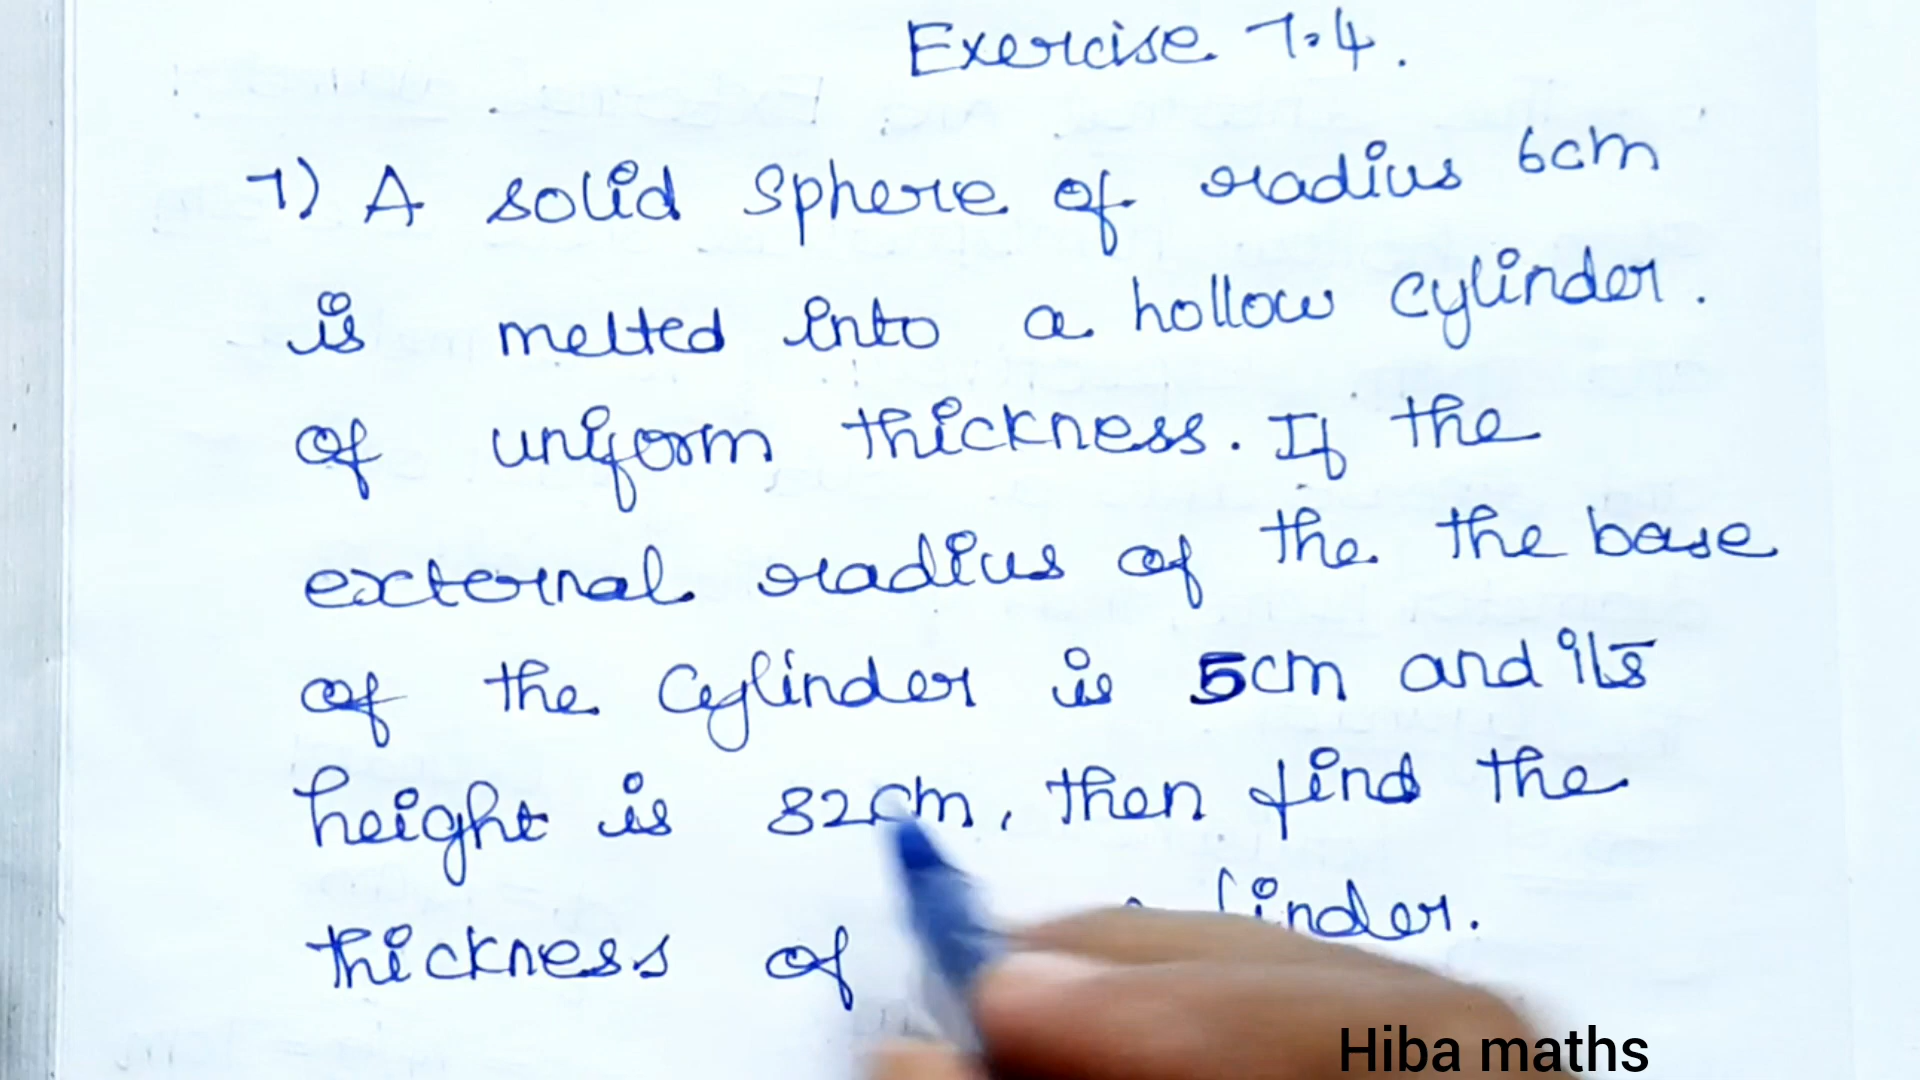 Exercise 7.4.
7) A solid sphere of radius 6cm
is melted into a hollow cylinder.
of uniform thickness. If the
external radius of the the base
of the cylinder is 5cm and its
height is 32cm, then find the
thickness of
Hiba maths